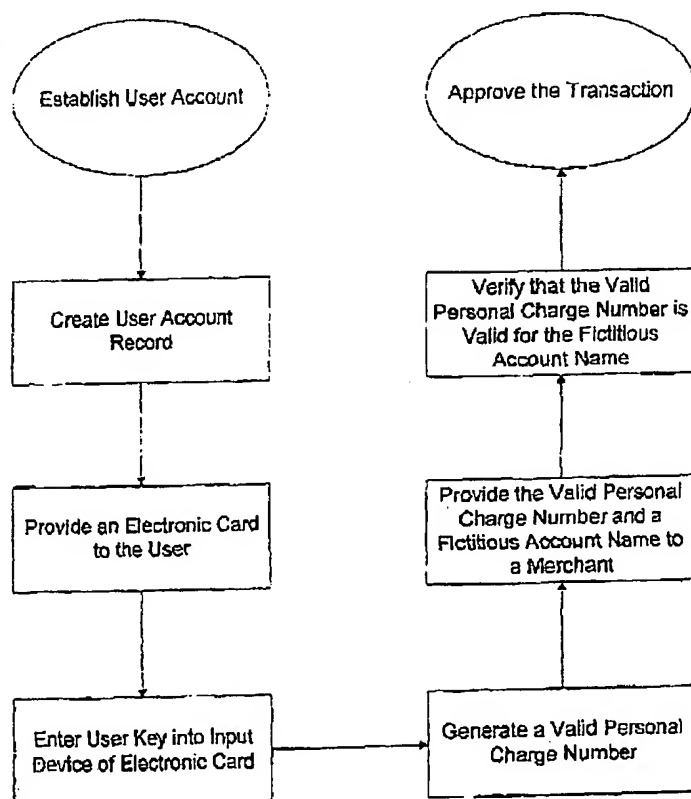 Establish User Account
Create User Account
Record
Provide an Electronic Card
to the User
Enter User Key into Input
Device of Electronic Card
Generate a Valid Personal
Charge Number
Provide the Valid Personal
Charge Number and a
Fictitious Account Name to
a Merchant
Verify that the Valid
Personal Charge Number is
Valid for the Fictitious
Account Name
Approve the Transaction